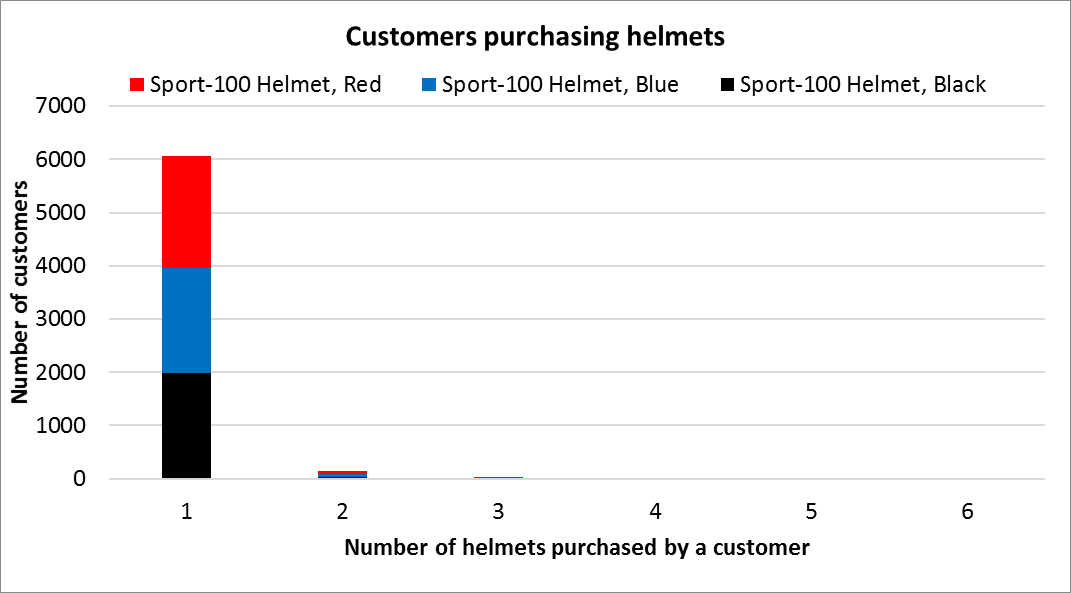 Customers purchasing helmets
Sport-100 Helmet, Red Sport-100 Helmet, Blue Sport-100 Helmet, Black
7000
6000
5000
4000
3000
2000
1000
0
Number of customers
1 2 3 4 5 6
Number of helmets purchased by a customer